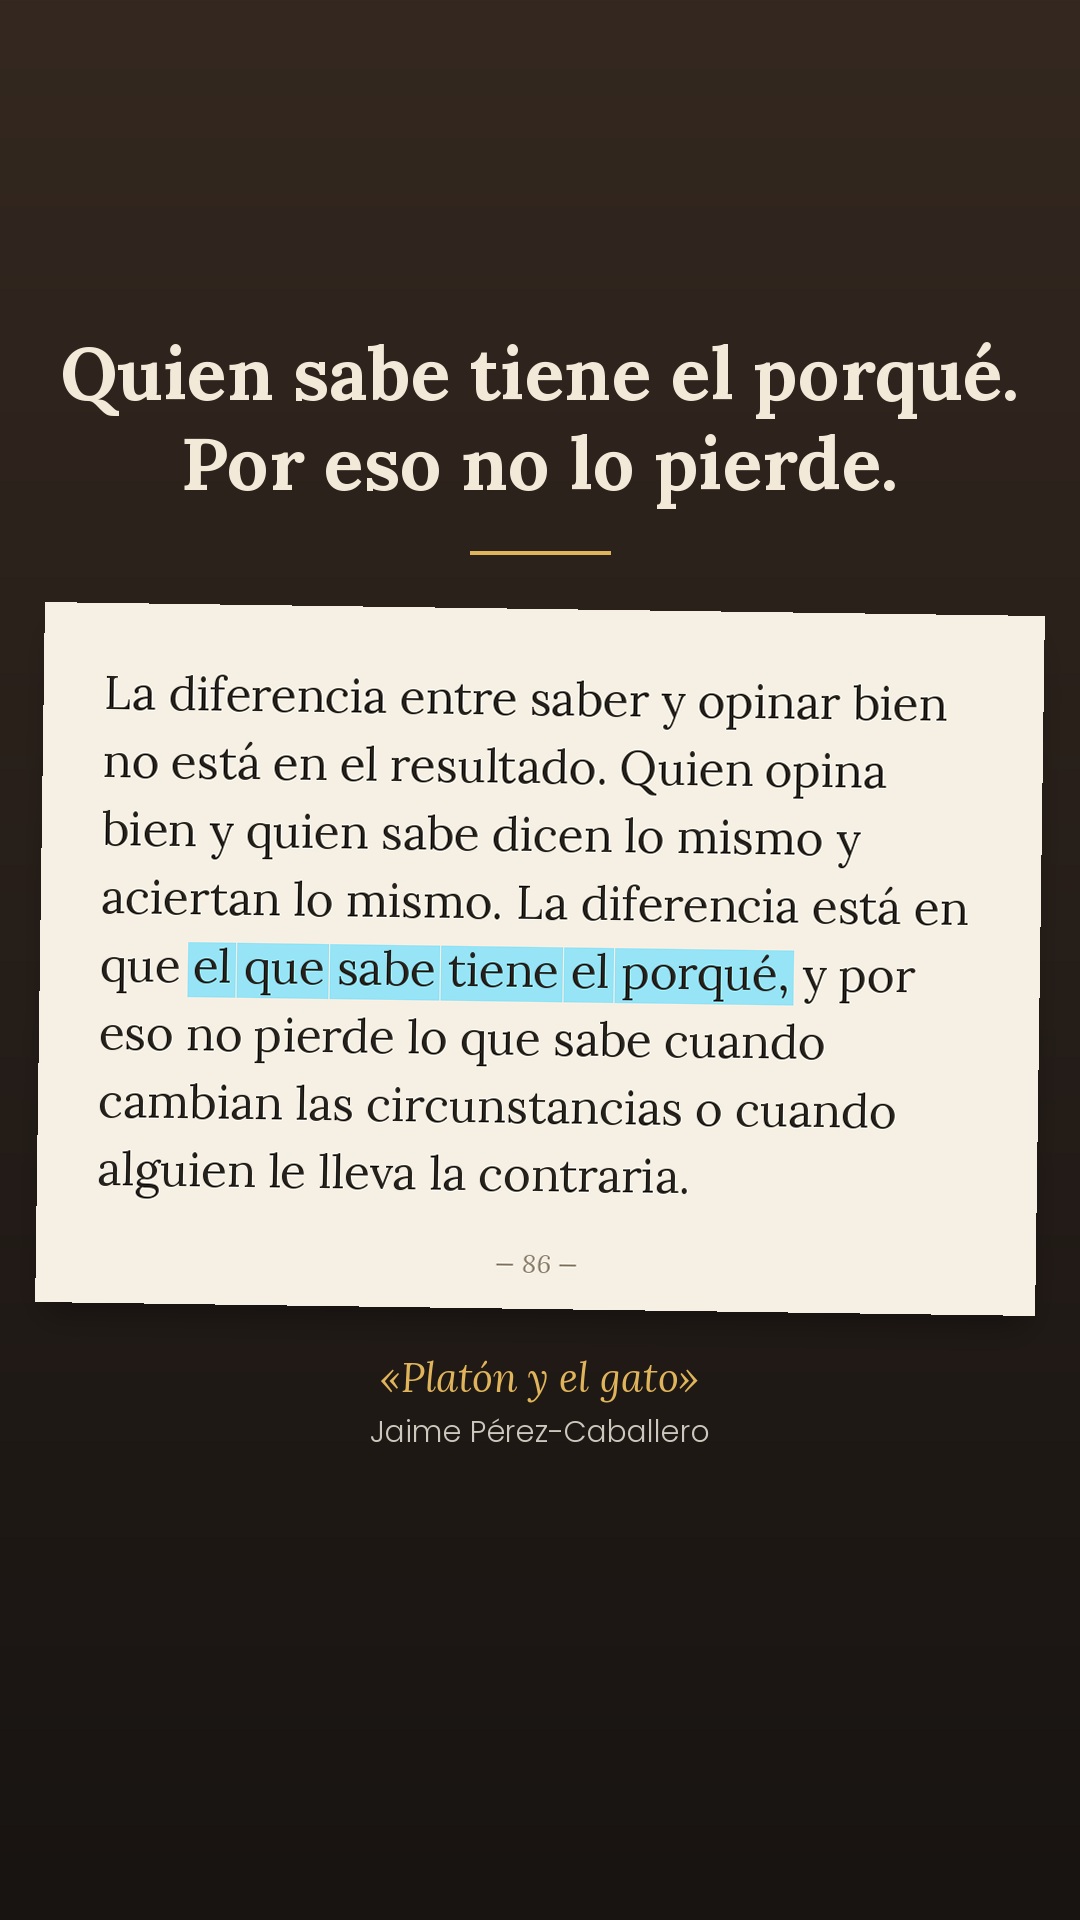 Quien sabe tiene el porqué.
Por eso no lo pierde.
La diferencia entre saber y opinar bien
no está en el resultado. Quien opina
bien y quien sabe dicen lo mismo y
aciertan lo mismo. La diferencia está en
que el que sabe tiene el porqué, y por
eso no pierde lo que sabe cuando
cambian las circunstancias o cuando
alguien le lleva la contraria.
— 86 —
«Platón y el gato»
Jaime Pérez-Caballero